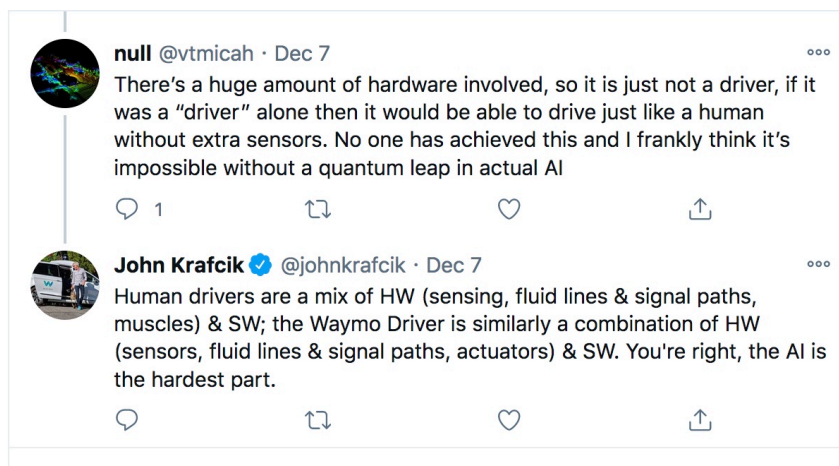 null @vtmicah · Dec 7
There's a huge amount of hardware involved, so it is just not a driver, if it
was a “driver” alone then it would be able to drive just like a human
without extra sensors. No one has achieved this and I frankly think it's
impossible without a quantum leap in actual AI
1
John Krafcik @johnkrafcik · Dec 7
Human drivers are a mix of HW (sensing, fluid lines & signal paths,
muscles) & SW; the Waymo Driver is similarly a combination of HW
(sensors, fluid lines & signal paths, actuators) & SW. You're right, the AI is
the hardest part.